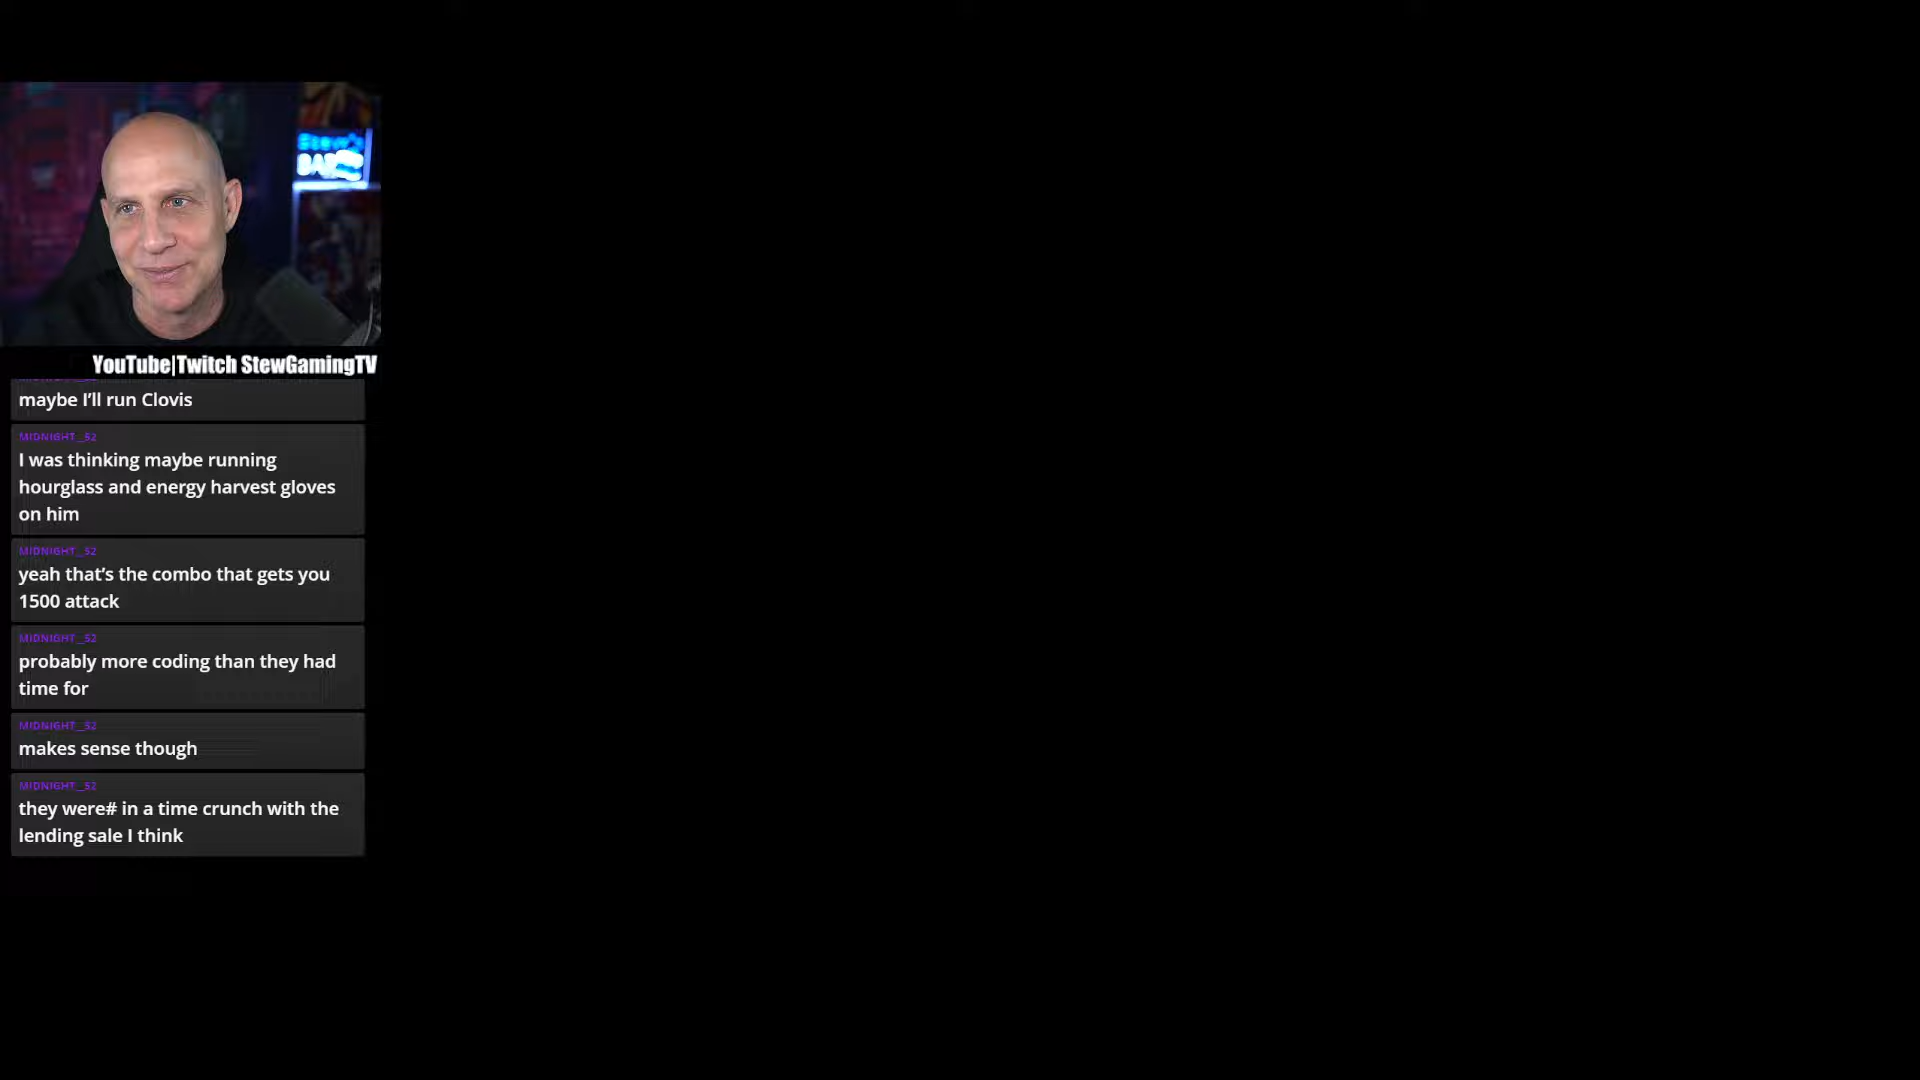 Stew's
BAR
YouTube|Twitch StewGamingTV
maybe I'll run Clovis
MIDNIGHT_52
I was thinking maybe running
hourglass and energy harvest gloves
on him
MIDNIGHT_52
yeah that's the combo that gets you
1500 attack
MIDNIGHT_52
probably more coding than they had
time for
MIDNIGHT_52
makes sense though
MIDNIGHT_52
they were# in a time crunch with the
lending sale I think